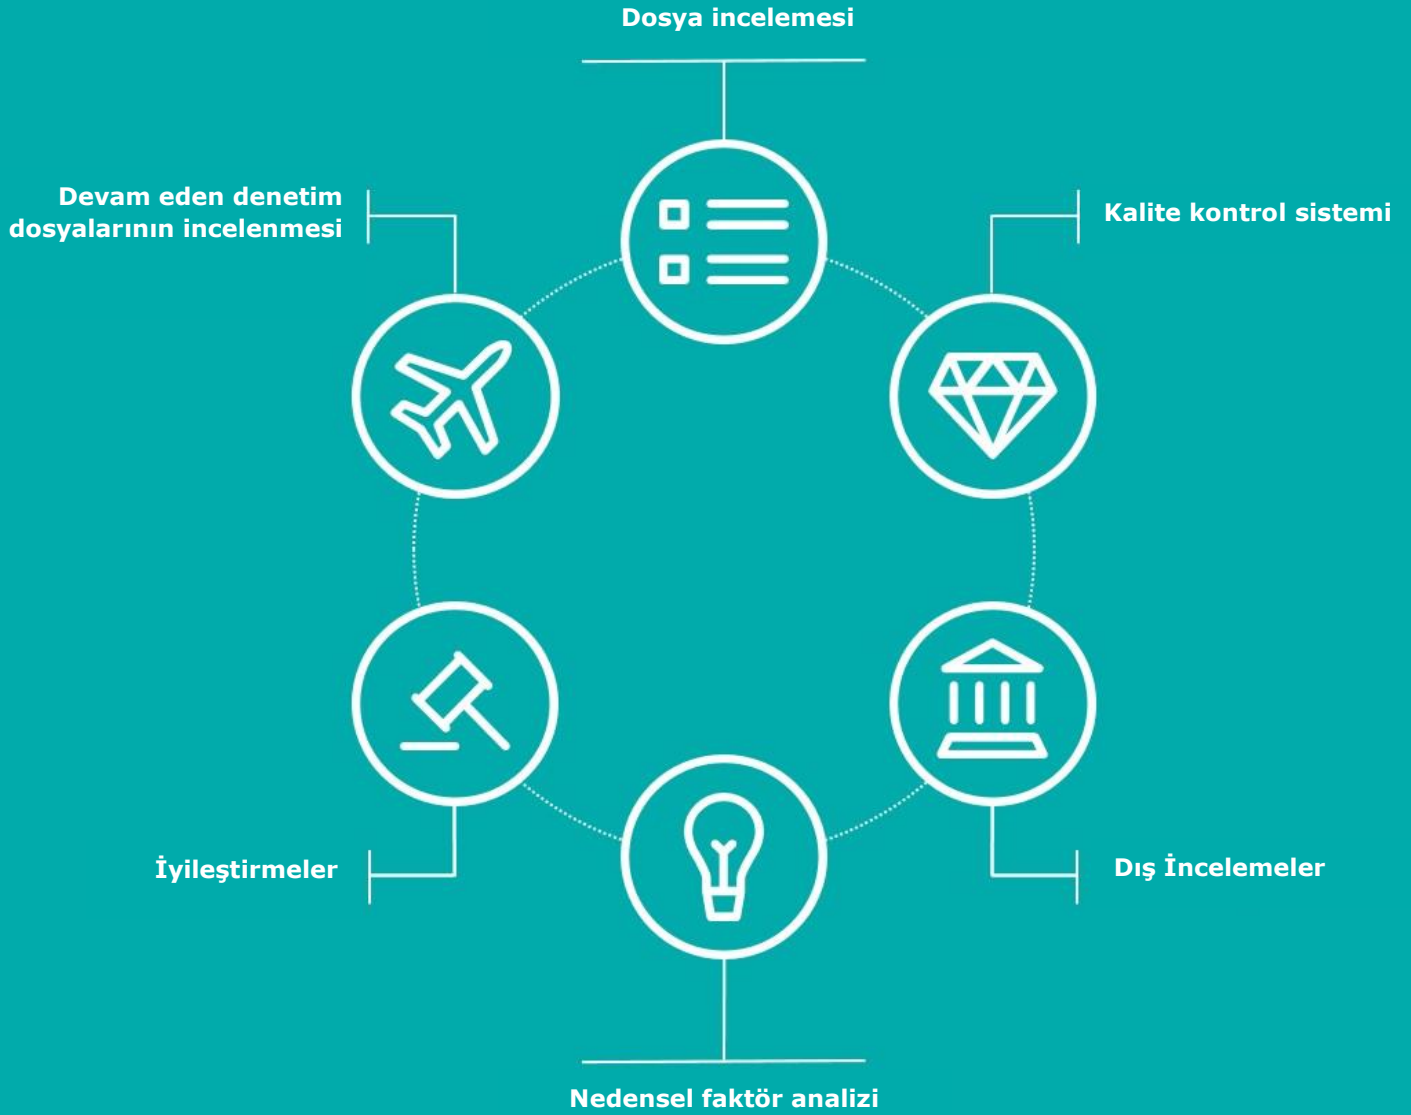 Dosya incelemesi
Devam eden denetim
dosyalarının incelenmesi
Kalite kontrol sistemi
İyileştirmeler
Dış İncelemeler
Nedensel faktör analizi